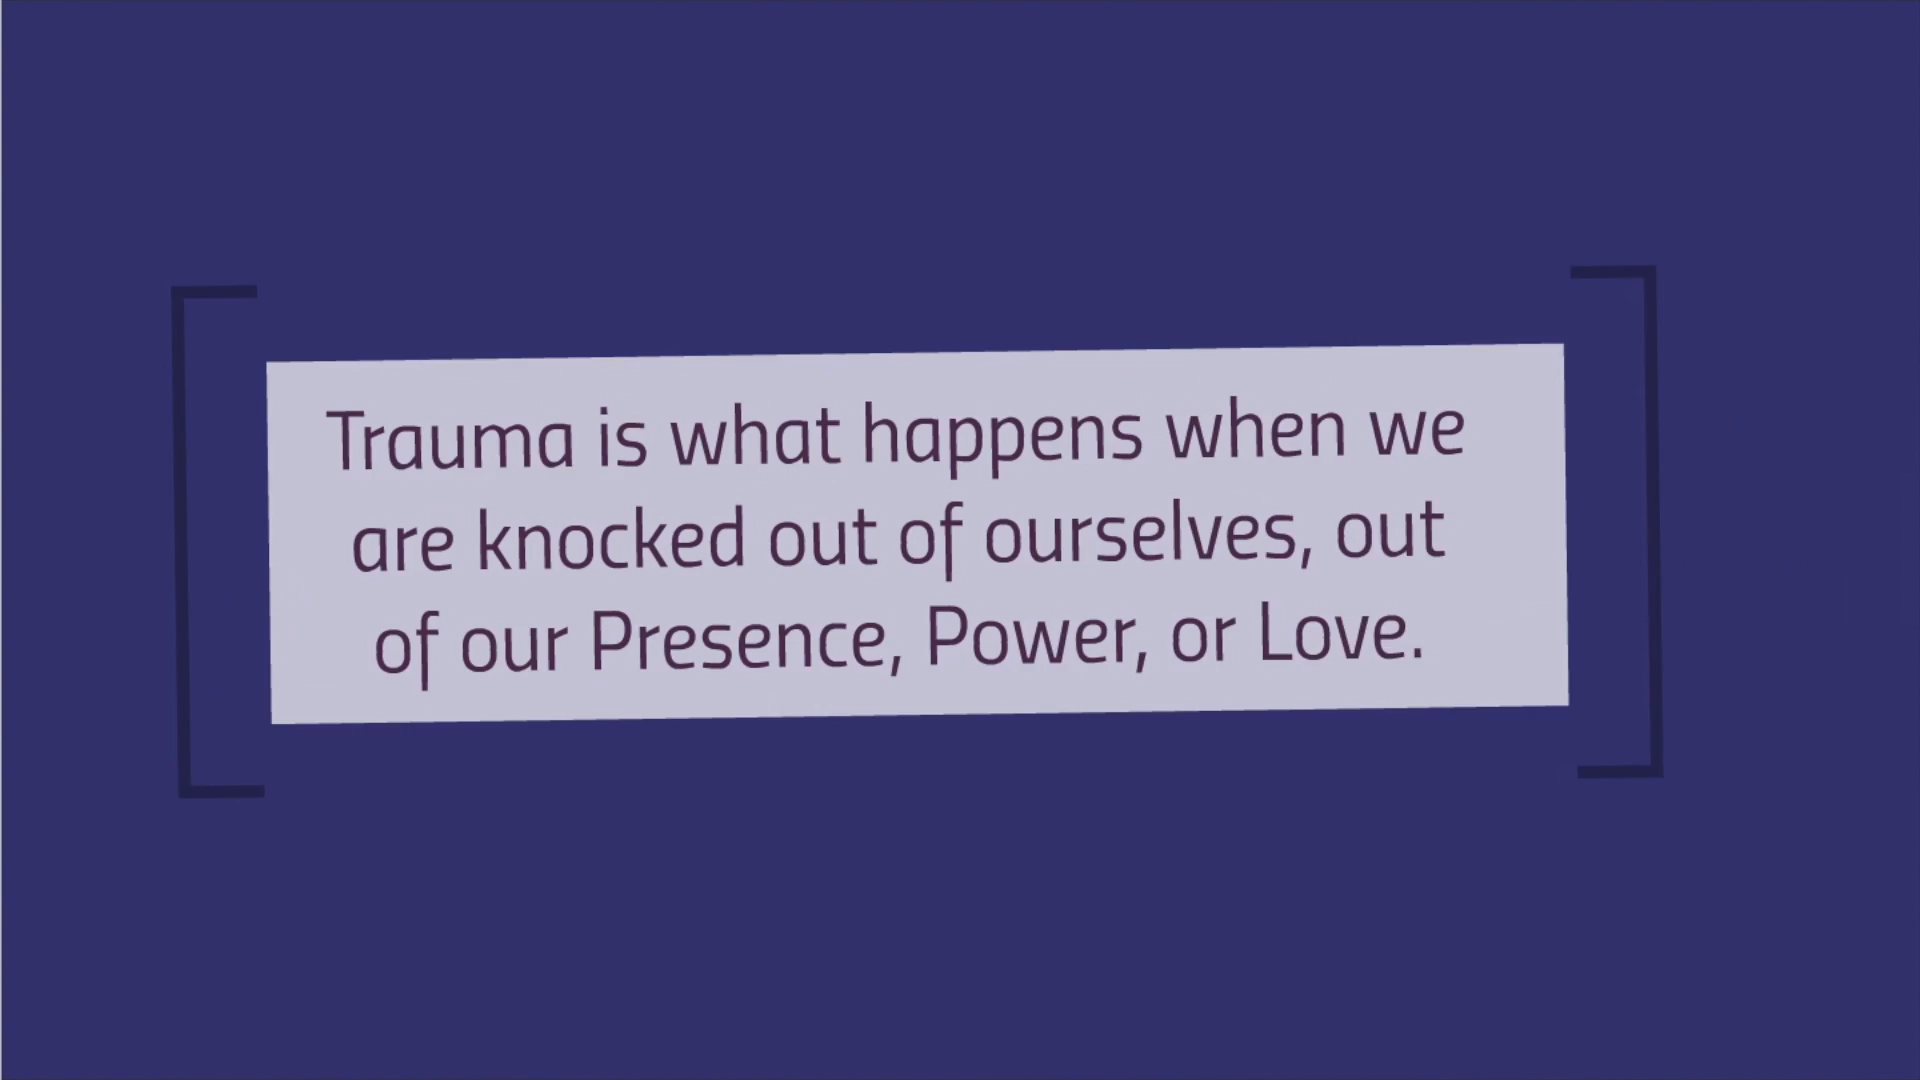 Trauma is what happens when we
are knocked out of ourselves, out
of our Presence, Power, or Love.